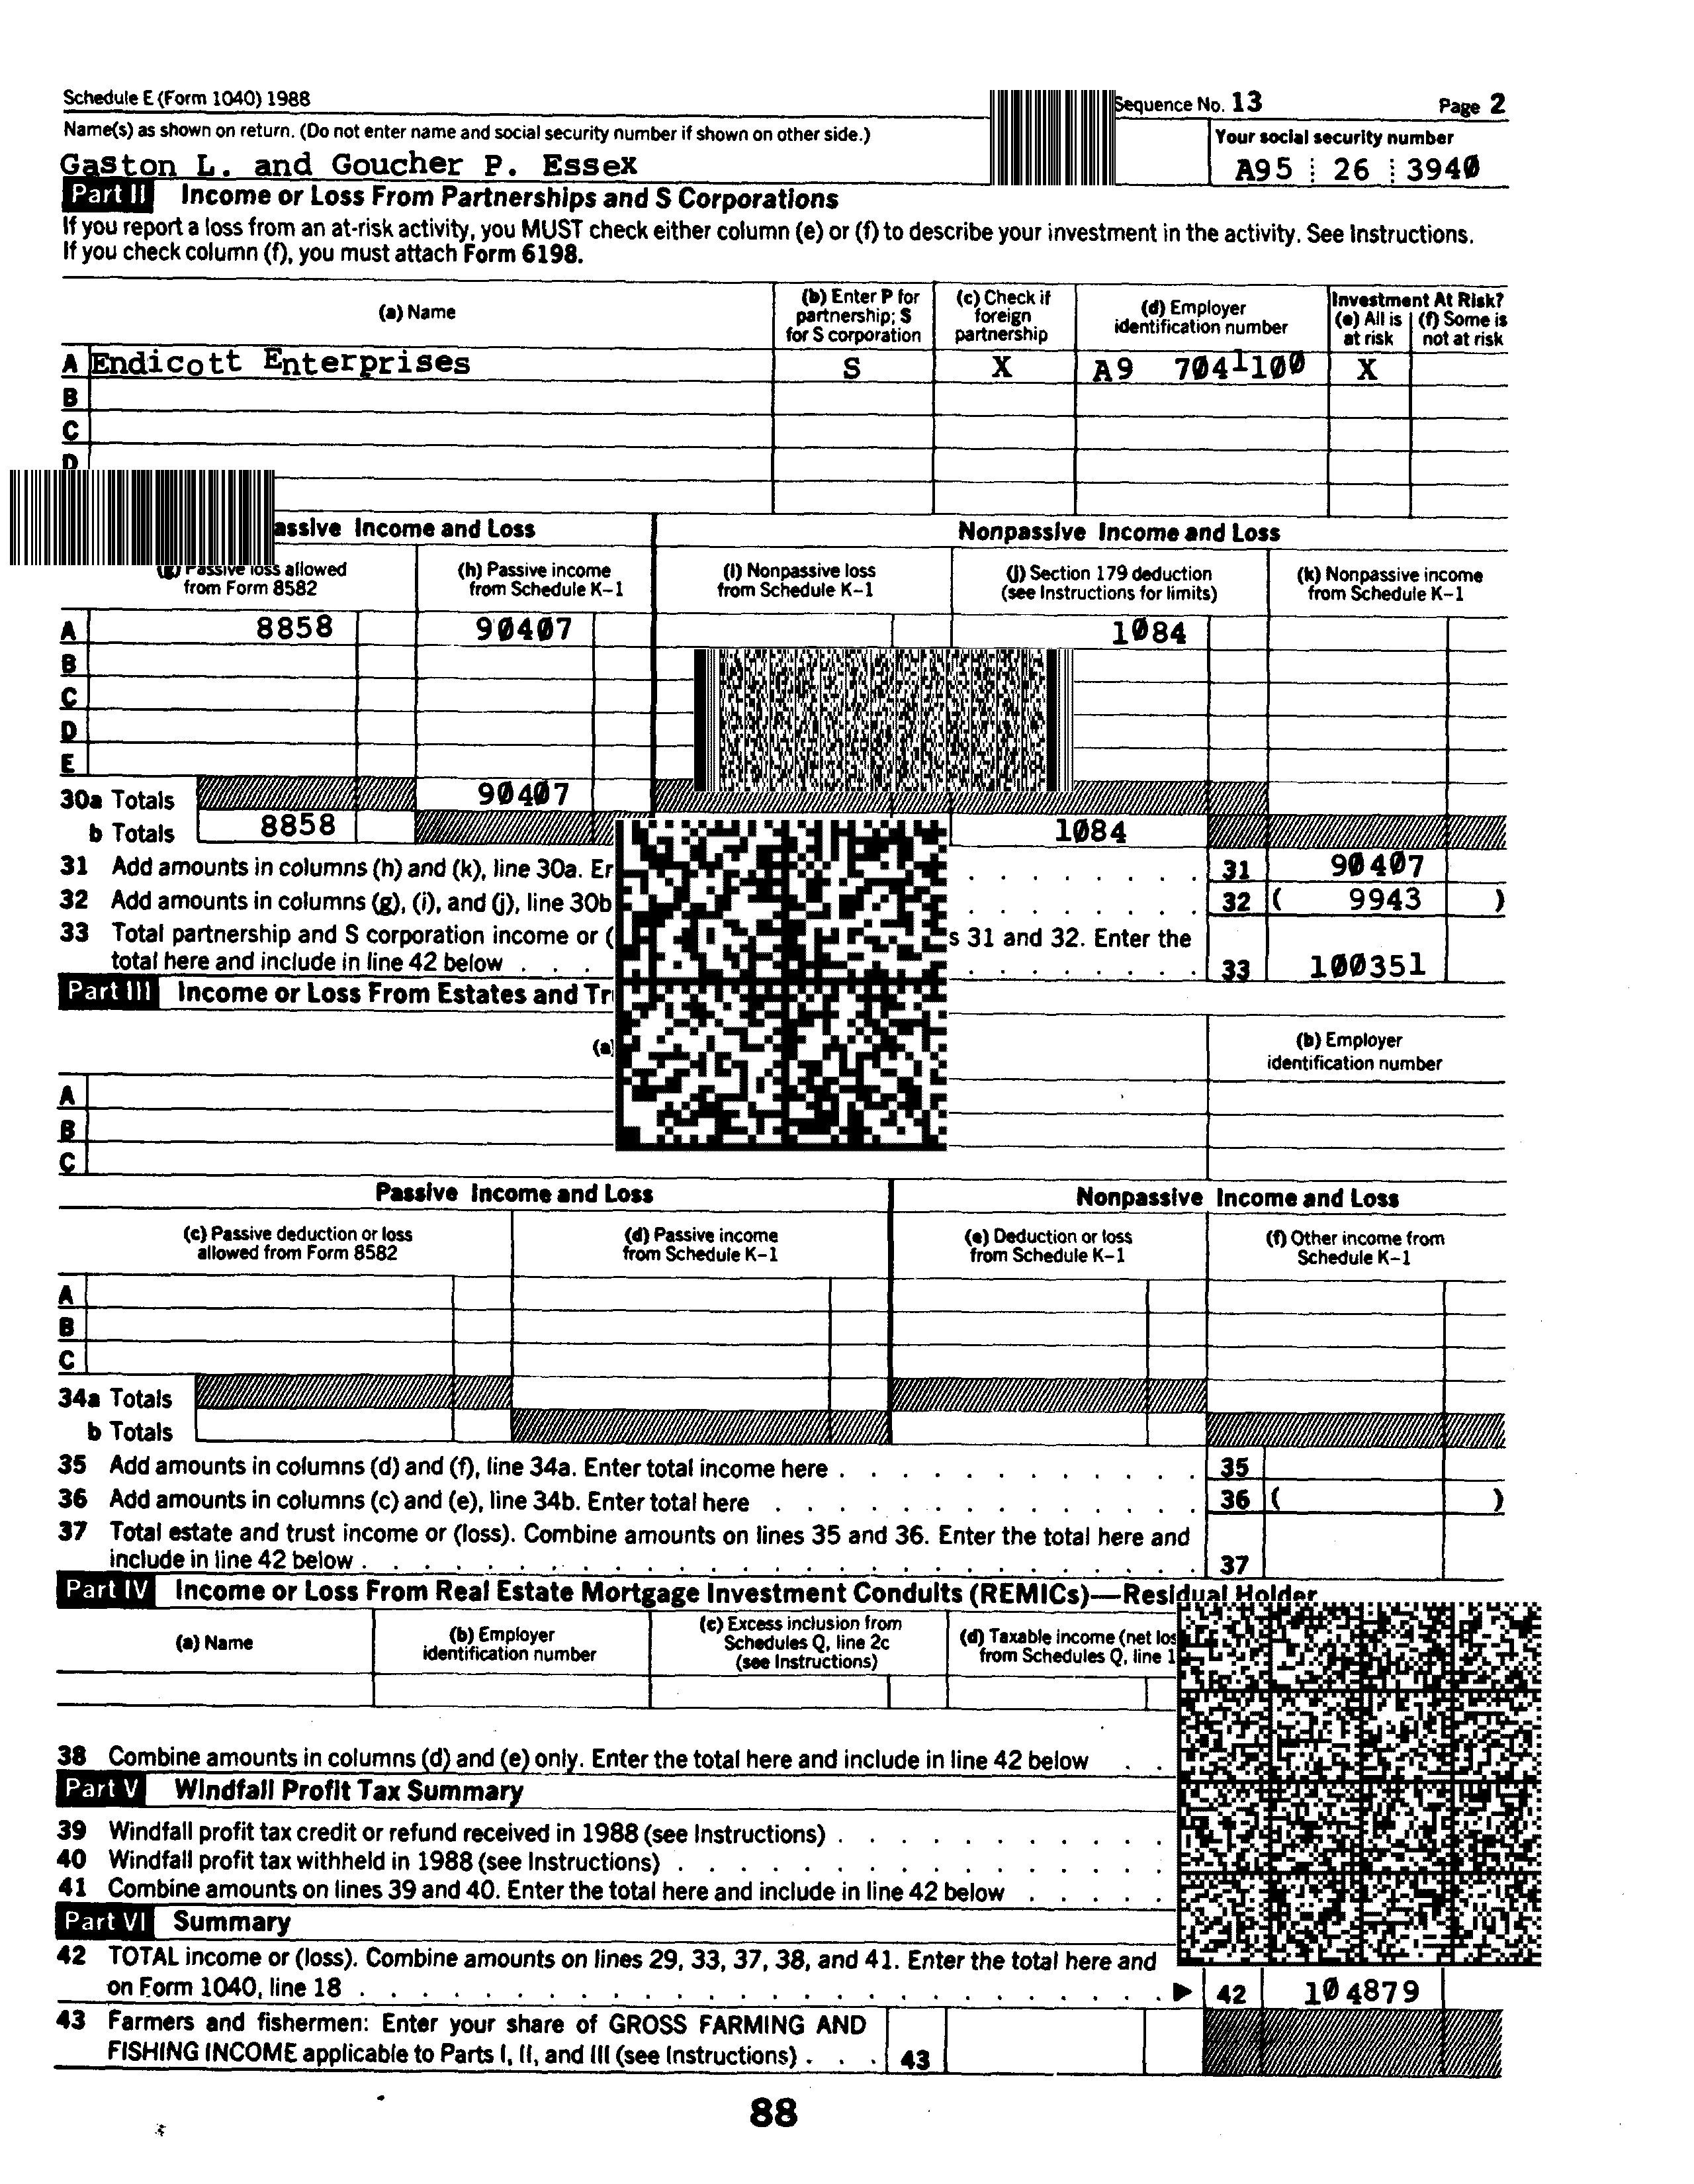 Schedule E (Form 1040) 1988 Sequence No. 13 Page 2
Name(s) as shown on return. (Do not enter name and social security number if shown on other side.) Your social security number
Gaston L. and Goucher P. Essex A95 26 3940
Part II Income or Loss From Partnerships and S Corporations
If you report a loss from an at-risk activity, you MUST check either column (e) or (f) to describe your investment in the activity. See Instructions.
If you check column (f), you must attach Form 6198.
(a) Name
(b) Enter P for partnership; S for S corporation
(c) Check if foreign partnership
(d) Employer identification number
Investment At Risk?
(e) All is at risk
(f) Some is not at risk
A Endicott Enterprises S X A9 7041100 X
B
C
D
assive Income and Loss Nonpassive Income and Loss
(g) Passive loss allowed from Form 8582
(h) Passive income from Schedule K-1
(i) Nonpassive loss from Schedule K-1
(j) Section 179 deduction (see Instructions for limits)
(k) Nonpassive income from Schedule K-1
A 8858 90407 1084
B
C
D
E
30a Totals 90407
b Totals 8858 1084
31 Add amounts in columns (h) and (k), line 30a. Er 31 90407
32 Add amounts in columns (g), (i), and (j), line 30b 32 ( 9943 )
33 Total partnership and S corporation income or ( s 31 and 32. Enter the
total here and include in line 42 below . . . 33 100351
Part III Income or Loss From Estates and Tr
(a)
(b) Employer identification number
A
B
C
Passive Income and Loss Nonpassive Income and Loss
(c) Passive deduction or loss allowed from Form 8582
(d) Passive income from Schedule K-1
(e) Deduction or loss from Schedule K-1
(f) Other income from Schedule K-1
A
B
C
34a Totals
b Totals
35 Add amounts in columns (d) and (f), line 34a. Enter total income here . . . 35
36 Add amounts in columns (c) and (e), line 34b. Enter total here . . . 36 ( )
37 Total estate and trust income or (loss). Combine amounts on lines 35 and 36. Enter the total here and
include in line 42 below . . . 37
Part IV Income or Loss From Real Estate Mortgage Investment Conduits (REMICs)—Residual Holder
(a) Name
(b) Employer identification number
(c) Excess inclusion from Schedules Q, line 2c (see Instructions)
(d) Taxable income (net los from Schedules Q, line 1
38 Combine amounts in columns (d) and (e) only. Enter the total here and include in line 42 below . .
Part V Windfall Profit Tax Summary
39 Windfall profit tax credit or refund received in 1988 (see Instructions) . . .
40 Windfall profit tax withheld in 1988 (see Instructions) . . .
41 Combine amounts on lines 39 and 40. Enter the total here and include in line 42 below . . .
Part VI Summary
42 TOTAL income or (loss). Combine amounts on lines 29, 33, 37, 38, and 41. Enter the total here and
on Form 1040, line 18 . . . ▶ 42 104879
43 Farmers and fishermen: Enter your share of GROSS FARMING AND
FISHING INCOME applicable to Parts I, II, and III (see Instructions) . . . 43
88